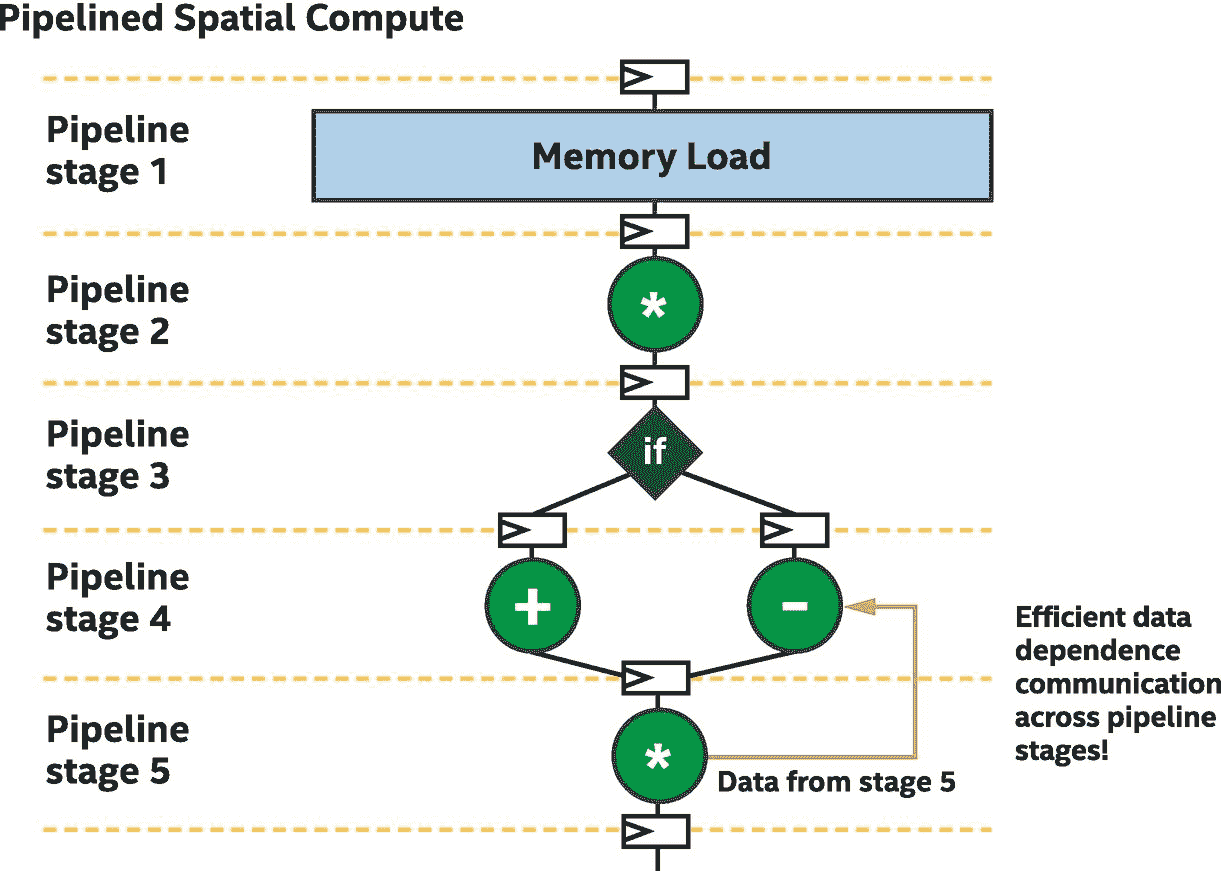 Pipelined Spatial Compute
Pipeline
stage 1
Memory Load
Pipeline
stage 2
*
Pipeline
stage 3
if
Pipeline
stage 4
+
-
Efficient data
dependence
communication
across pipeline
stages!
Pipeline
stage 5
*
Data from stage 5